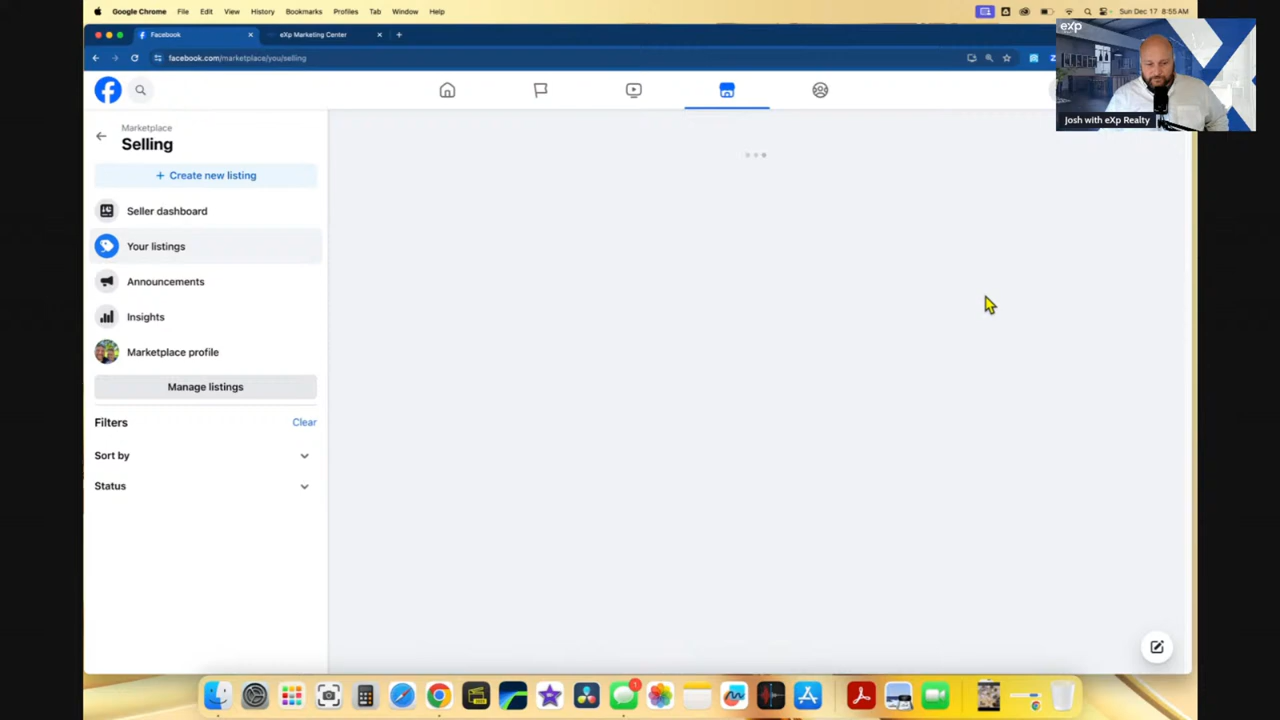 Google Chrome File Edit View History Bookmarks Profiles Tab Window Help Sun Dec 17 8:55 AM
Facebook eXp Marketing Center
facebook.com/marketplace/you/selling
eXp
Josh with eXp Realty
Marketplace
Selling
+ Create new listing
Seller dashboard
Your listings
Announcements
Insights
Marketplace profile
Manage listings
Filters Clear
Sort by
Status
1